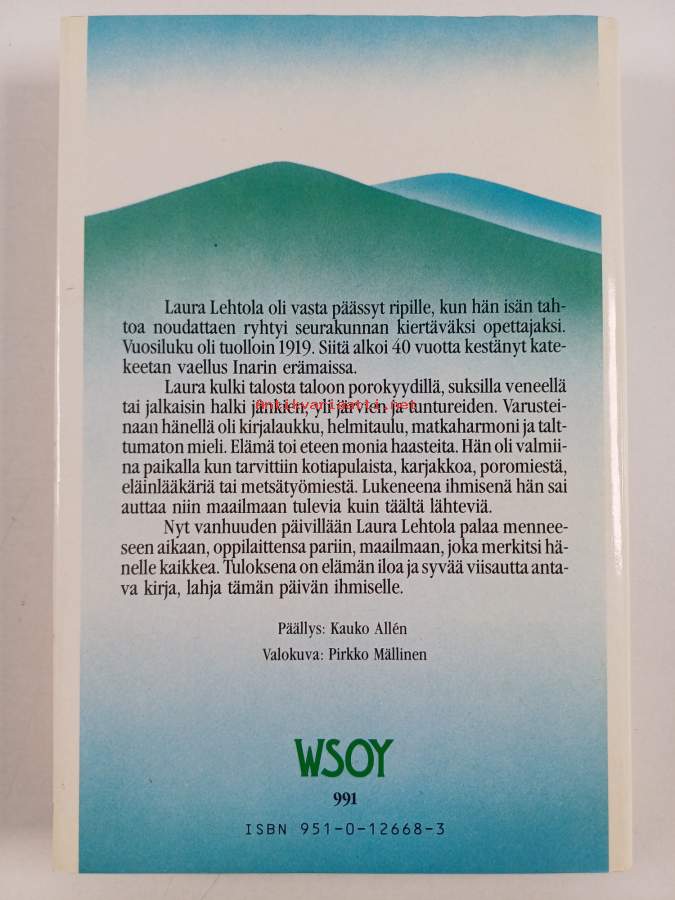 Laura Lehtola oli vasta päässyt ripille, kun hän isän tah-
toa noudattaen ryhtyi seurakunnan kiertäväksi opettajaksi.
Vuosiluku oli tuolloin 1919. Siitä alkoi 40 vuotta kestänyt kate-
keetan vaellus Inarin erämaissa.
Laura kulki talosta taloon porokyydillä, suksilla veneellä
tai jalkaisin halki jänkien, yli järvien ja tuntureiden. Varustei-
Antikvariaatti.net
naan hänellä oli kirjalaukku, helmitaulu, matkaharmoni ja talt-
tumaton mieli. Elämä toi eteen monia haasteita. Hän oli valmii-
na paikalla kun tarvittiin kotiapulaista, karjakkoa, poromiestä,
eläinlääkäriä tai metsätyömiestä. Lukeneena ihmisenä hän sai
auttaa niin maailmaan tulevia kuin täältä lähteviä.
Nyt vanhuuden päivillään Laura Lehtola palaa mennee-
seen aikaan, oppilaittensa pariin, maailmaan, joka merkitsi hä-
nelle kaikkea. Tuloksena on elämän iloa ja syvää viisautta anta-
va kirja, lahja tämän päivän ihmiselle.
Päällys: Kauko Allén
Valokuva: Pirkko Mällinen
WSOY
991
ISBN 951-0-12668-3